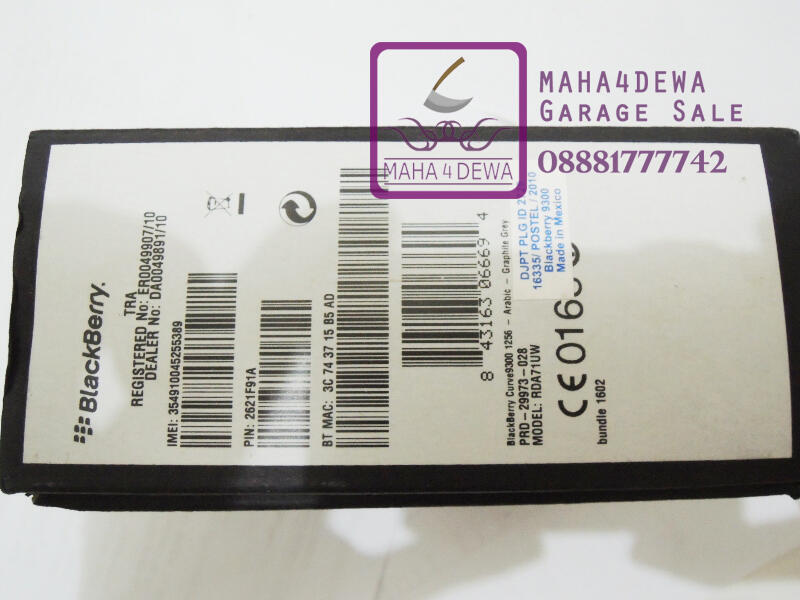 MAHA4DEWA
GARAGE SALE
08881777742
MAHA 4 DEWA
BlackBerry.
TRA
REGISTERED No: ER0049907/10
DEALER No: DA0049891/10
IMEI: 354910045255389
PIN: 2621F91A
BT MAC: 3C 74 37 15 B5 AD
8 43163 06669 4
BlackBerry Curve9300 1256 - Arabic - Graphite Grey
PRD-29973-028
MODEL: RDA71UW
CE0168
bundle 1602
DJPT PLG ID
16335/ POSTEL / 2010
Blackberry 9300
Made in Mexico